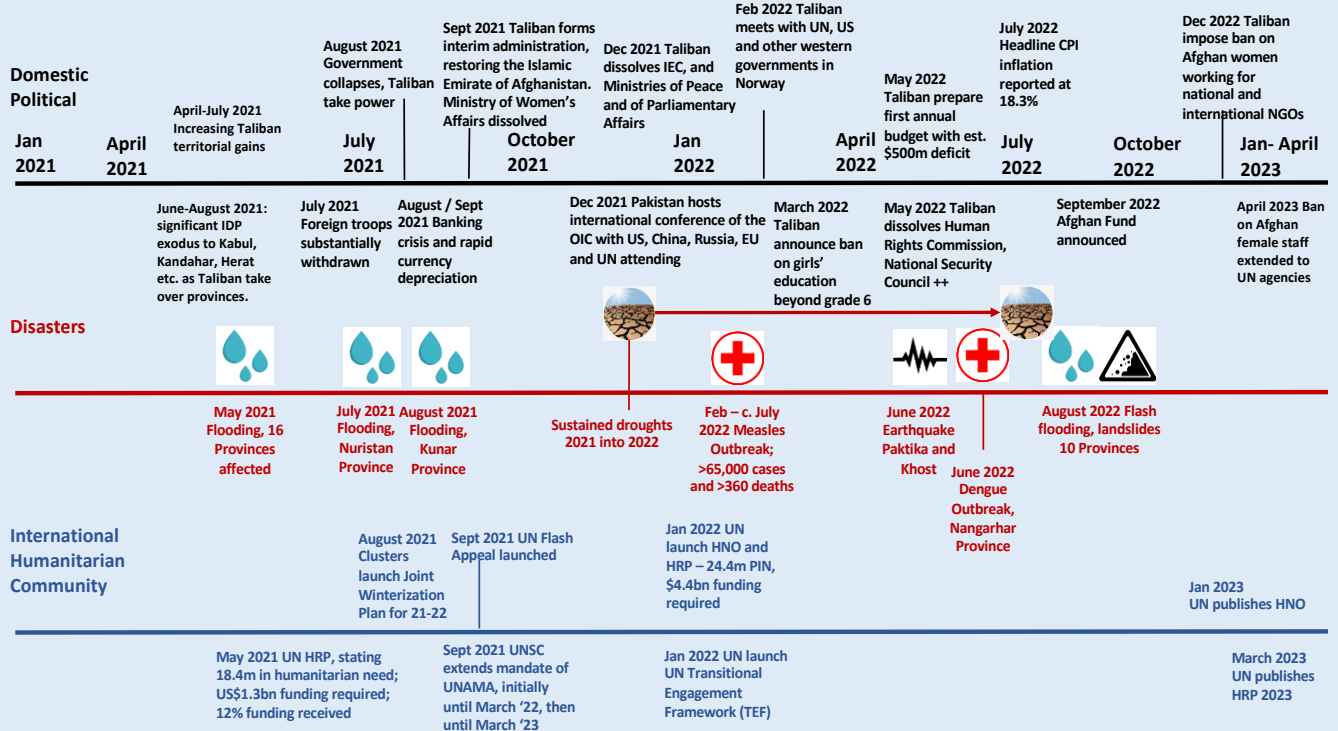 Domestic
Political
April-July 2021
Increasing Taliban
territorial gains
August 2021
Government
collapses, Taliban
take power
Sept 2021 Taliban forms
interim administration,
restoring the Islamic
Emirate of Afghanistan.
Ministry of Women's
Affairs dissolved
Dec 2021 Taliban
dissolves IEC, and
Ministries of Peace
and of Parliamentary
Affairs
Feb 2022 Taliban
meets with UN, US
and other western
governments in
Norway
May 2022
Taliban prepare
first annual
budget with est.
$500m deficit
July 2022
Headline CPI
inflation
reported at
18.3%
Dec 2022 Taliban
impose ban on
Afghan women
working for
national and
international NGOs
Jan
2021
April
2021
July
2021
October
2021
Jan
2022
April
2022
July
2022
October
2022
Jan- April
2023
June-August 2021:
significant IDP
exodus to Kabul,
Kandahar, Herat
etc. as Taliban take
over provinces.
July 2021
Foreign troops
substantially
withdrawn
August / Sept
2021 Banking
crisis and rapid
currency
depreciation
Dec 2021 Pakistan hosts
international conference of the
OIC with US, China, Russia, EU
and UN attending
March 2022
Taliban
announce ban
on girls'
education
beyond grade 6
May 2022 Taliban
dissolves Human
Rights Commission,
National Security
Council ++
September 2022
Afghan Fund
announced
April 2023 Ban
on Afghan
female staff
extended to
UN agencies
Disasters
May 2021
Flooding, 16
Provinces
affected
July 2021
Flooding,
Nuristan
Province
August 2021
Flooding,
Kunar
Province
Sustained droughts
2021 into 2022
Feb – c. July
2022 Measles
Outbreak;
>65,000 cases
and >360 deaths
June 2022
Earthquake
Paktika and
Khost
June 2022
Dengue
Outbreak,
Nangarhar
Province
August 2022 Flash
flooding, landslides
10 Provinces
International
Humanitarian
Community
August 2021
Clusters
launch Joint
Winterization
Plan for 21-22
Sept 2021 UN Flash
Appeal launched
Jan 2022 UN
launch HNO and
HRP – 24.4m PIN,
$4.4bn funding
required
Jan 2023
UN publishes HNO
May 2021 UN HRP, stating
18.4m in humanitarian need;
US$1.3bn funding required;
12% funding received
Sept 2021 UNSC
extends mandate of
UNAMA, initially
until March '22, then
until March '23
Jan 2022 UN launch
UN Transitional
Engagement
Framework (TEF)
March 2023
UN publishes
HRP 2023